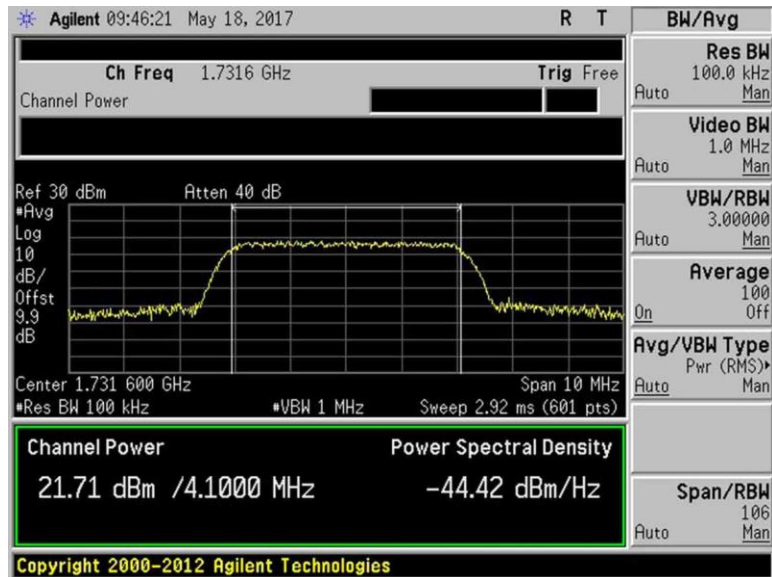 Agilent 09:46:21 May 18, 2017 R T
BW/Avg
Ch Freq 1.7316 GHz Trig Free
Channel Power
Res BW
100.0 kHz
Auto Man
Video BW
1.0 MHz
Auto Man
VBW/RBW
3.00000
Auto Man
Average
100
On Off
Avg/VBW Type
Pwr (RMS)▸
Auto Man
Span/RBW
106
Auto Man
Ref 30 dBm Atten 40 dB
#Avg
Log
10
dB/
Offst
9.9
dB
Center 1.731 600 GHz Span 10 MHz
#Res BW 100 kHz #VBW 1 MHz Sweep 2.92 ms (601 pts)
Channel Power Power Spectral Density
21.71 dBm /4.1000 MHz -44.42 dBm/Hz
Copyright 2000-2012 Agilent Technologies